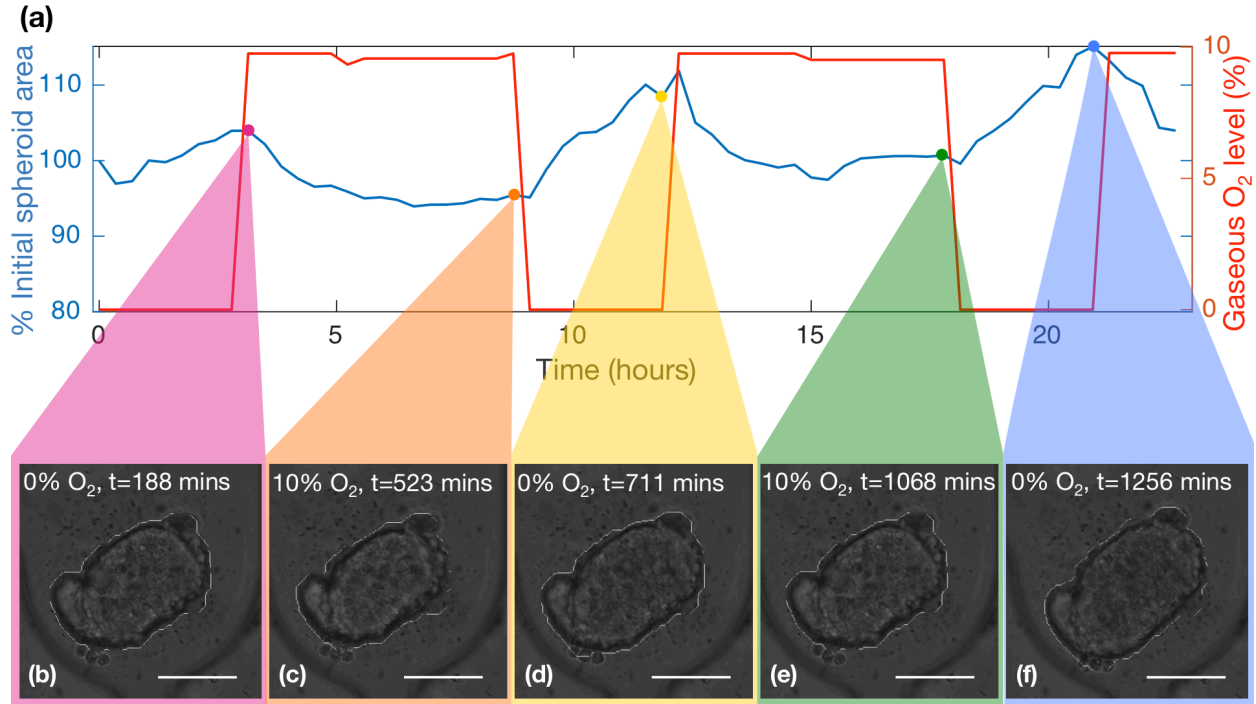 (a)
% Initial spheroid area
110
100
90
80
0
5
10
15
20
Time (hours)
10
5
0
Gaseous O₂ level (%)
0% O₂, t=188 mins
(b)
10% O₂, t=523 mins
(c)
0% O₂, t=711 mins
(d)
10% O₂, t=1068 mins
(e)
0% O₂, t=1256 mins
(f)